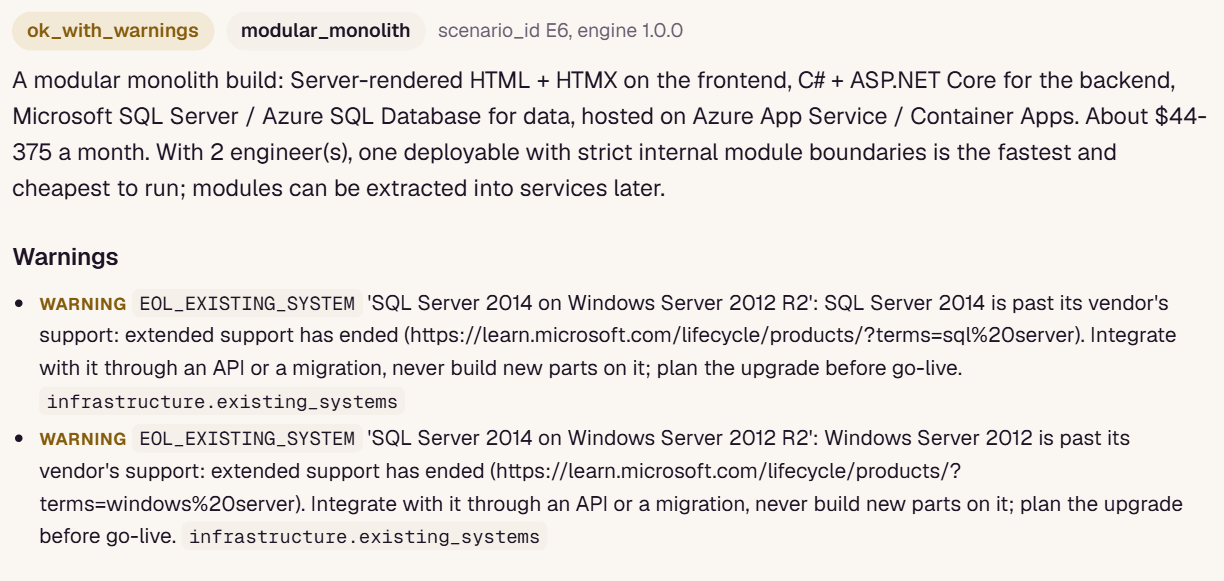 ok_with_warnings modular_monolith scenario_id E6, engine 1.0.0
A modular monolith build: Server-rendered HTML + HTMX on the frontend, C# + ASP.NET Core for the backend,
Microsoft SQL Server / Azure SQL Database for data, hosted on Azure App Service / Container Apps. About $44-
375 a month. With 2 engineer(s), one deployable with strict internal module boundaries is the fastest and
cheapest to run; modules can be extracted into services later.
Warnings
• WARNING EOL_EXISTING_SYSTEM 'SQL Server 2014 on Windows Server 2012 R2': SQL Server 2014 is past its vendor's
support: extended support has ended (https://learn.microsoft.com/lifecycle/products/?terms=sql%20server). Integrate
with it through an API or a migration, never build new parts on it; plan the upgrade before go-live.
infrastructure.existing_systems
• WARNING EOL_EXISTING_SYSTEM 'SQL Server 2014 on Windows Server 2012 R2': Windows Server 2012 is past its
vendor's support: extended support has ended (https://learn.microsoft.com/lifecycle/products/?
terms=windows%20server). Integrate with it through an API or a migration, never build new parts on it; plan the upgrade
before go-live. infrastructure.existing_systems